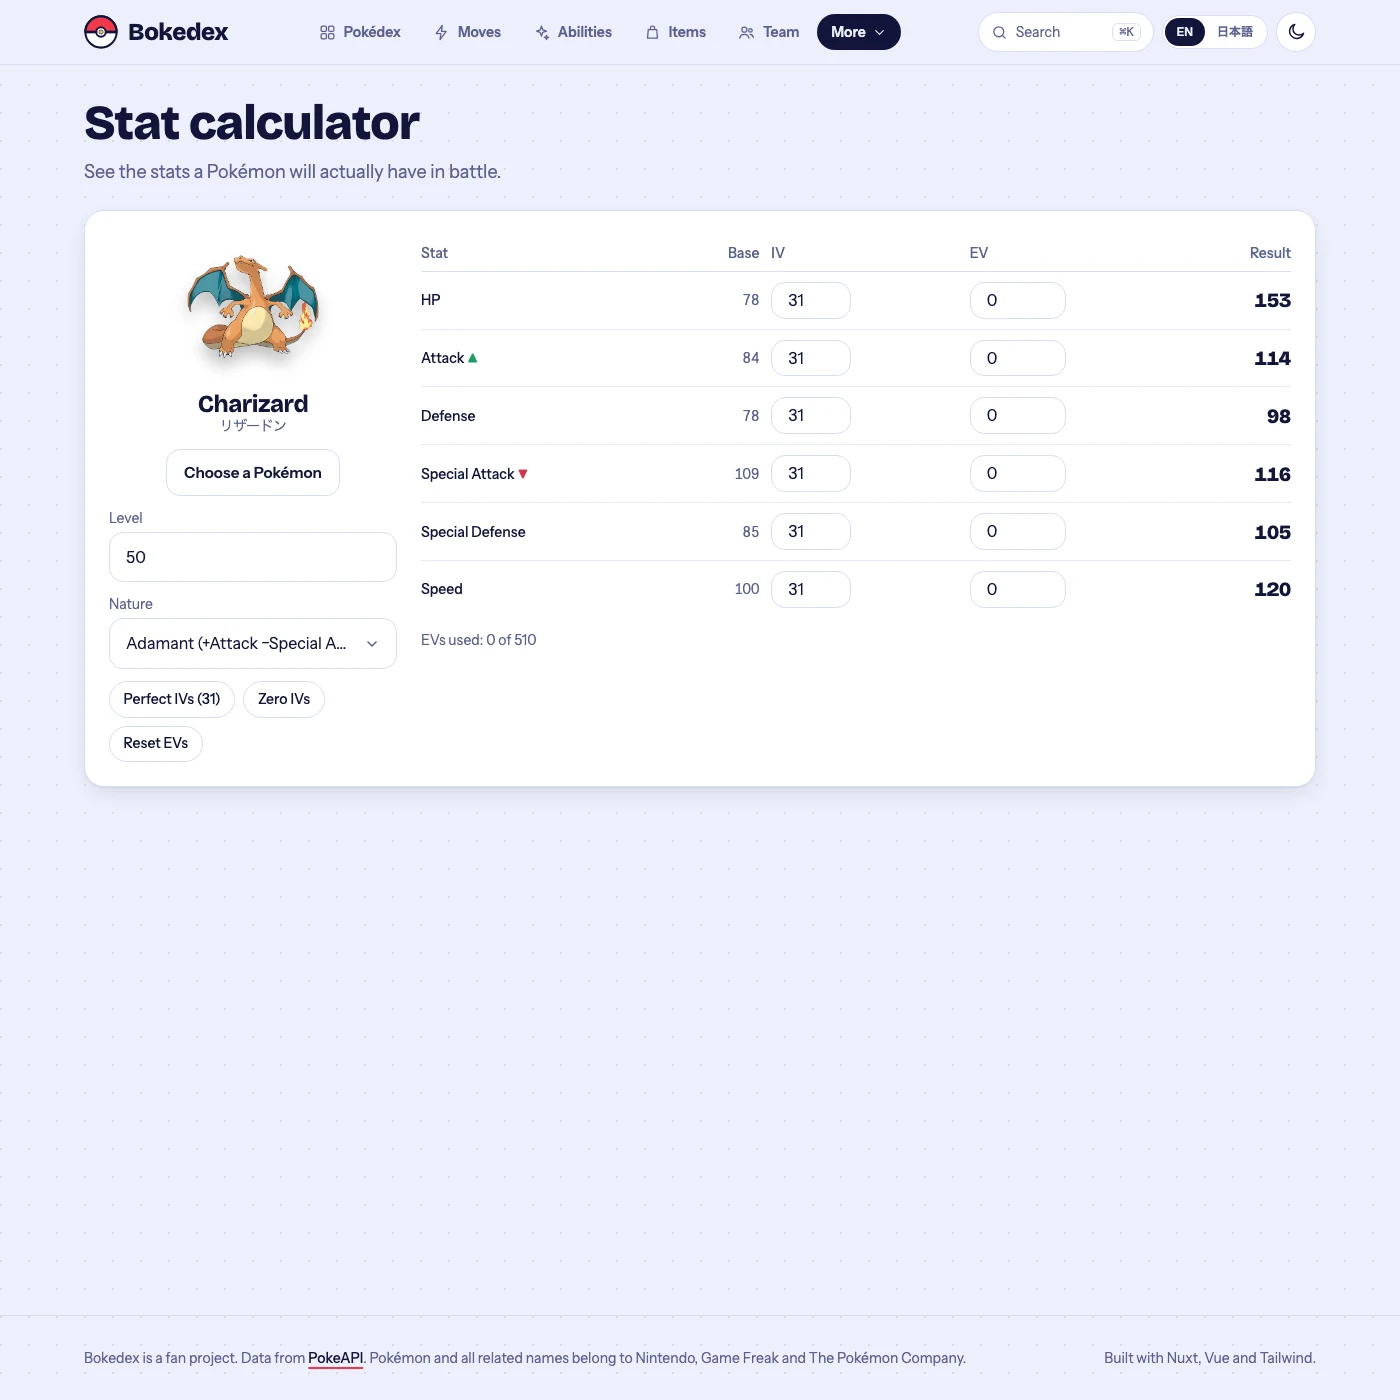 Bokedex
Pokédex
Moves
Abilities
Items
Team
More
Search
⌘K
EN
日本語
Stat calculator
See the stats a Pokémon will actually have in battle.
Charizard
リザードン
Choose a Pokémon
Level
50
Nature
Adamant (+Attack −Special A...
Perfect IVs (31)
Zero IVs
Reset EVs
Stat Base IV EV Result
HP 78 31 0 153
Attack ▲ 84 31 0 114
Defense 78 31 0 98
Special Attack ▼ 109 31 0 116
Special Defense 85 31 0 105
Speed 100 31 0 120
EVs used: 0 of 510
Bokedex is a fan project. Data from PokeAPI. Pokémon and all related names belong to Nintendo, Game Freak and The Pokémon Company.
Built with Nuxt, Vue and Tailwind.